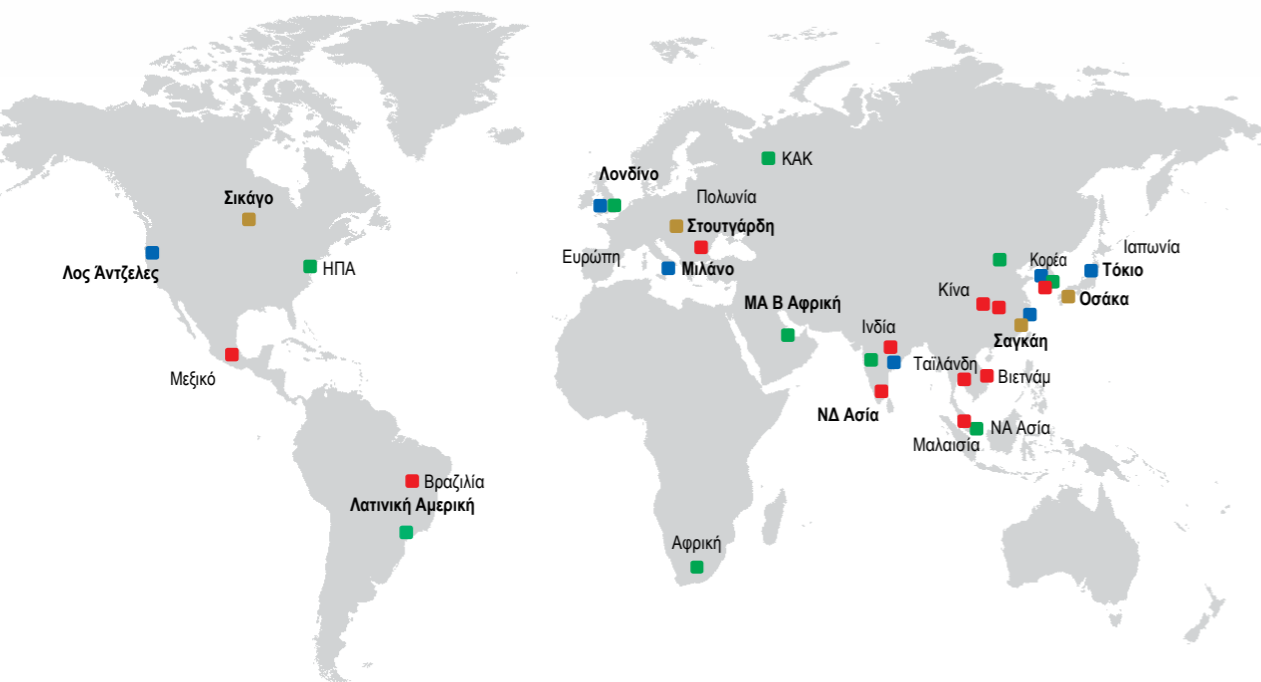 ΚΑΚ
Λονδίνο
Σικάγο
Πολωνία
Στουτγάρδη
Ευρώπη
Μιλάνο
Λος Άντζελες
ΗΠΑ
Ιαπωνία
Κορέα
Τόκιο
Κίνα
Οσάκα
ΜΑ Β Αφρική
Ινδία
Σαγκάη
Ταϊλάνδη
Βιετνάμ
Μεξικό
ΝΔ Ασία
ΝΑ Ασία
Μαλαισία
Βραζιλία
Λατινική Αμερική
Αφρική